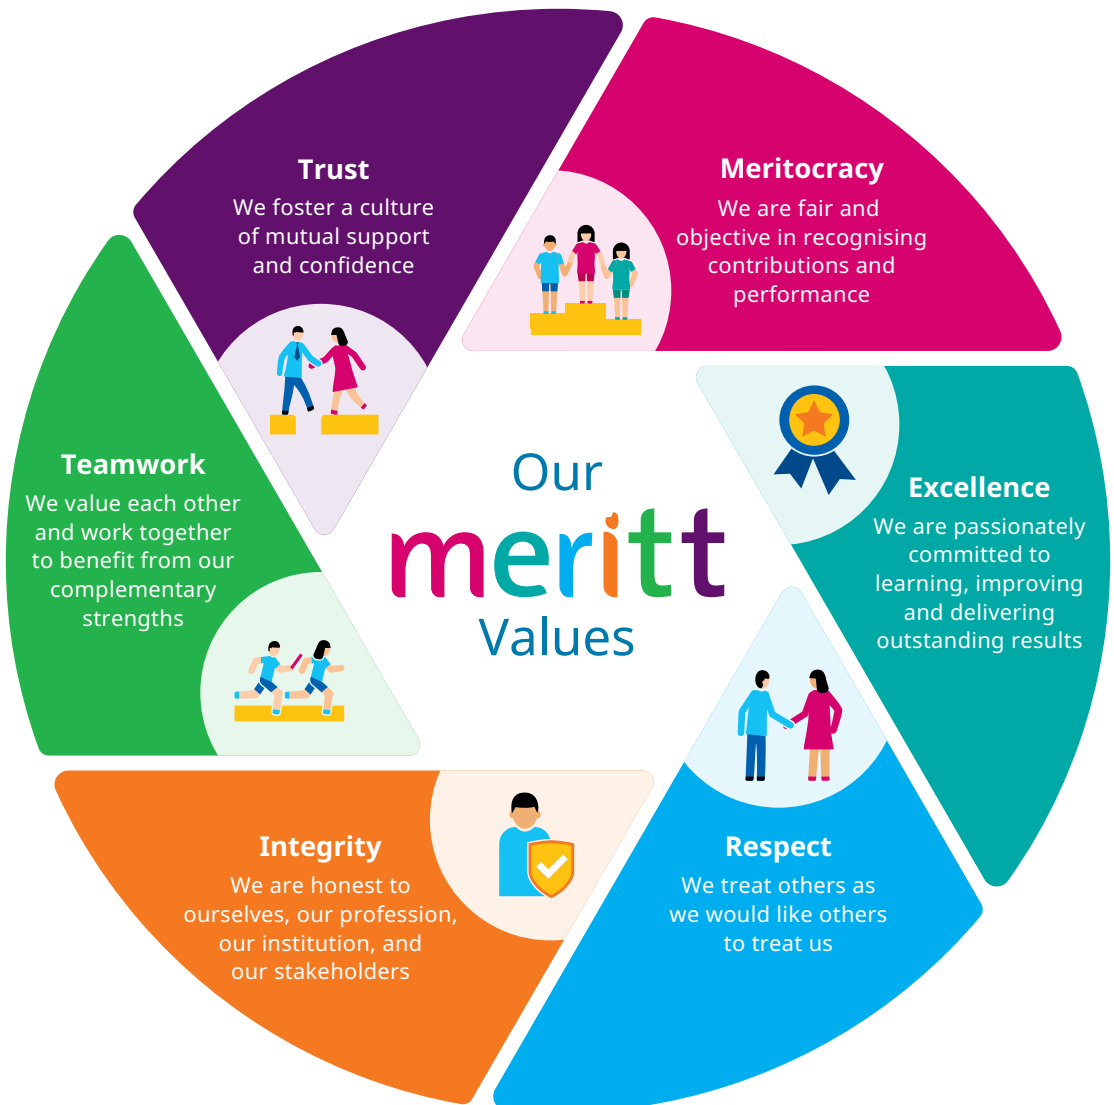 Our
meritt
Values
Meritocracy
We are fair and
objective in recognising
contributions and
performance
Excellence
We are passionately
committed to
learning, improving
and delivering
outstanding results
Respect
We treat others as
we would like others
to treat us
Integrity
We are honest to
ourselves, our profession,
our institution, and
our stakeholders
Teamwork
We value each other
and work together
to benefit from our
complementary
strengths
Trust
We foster a culture
of mutual support
and confidence